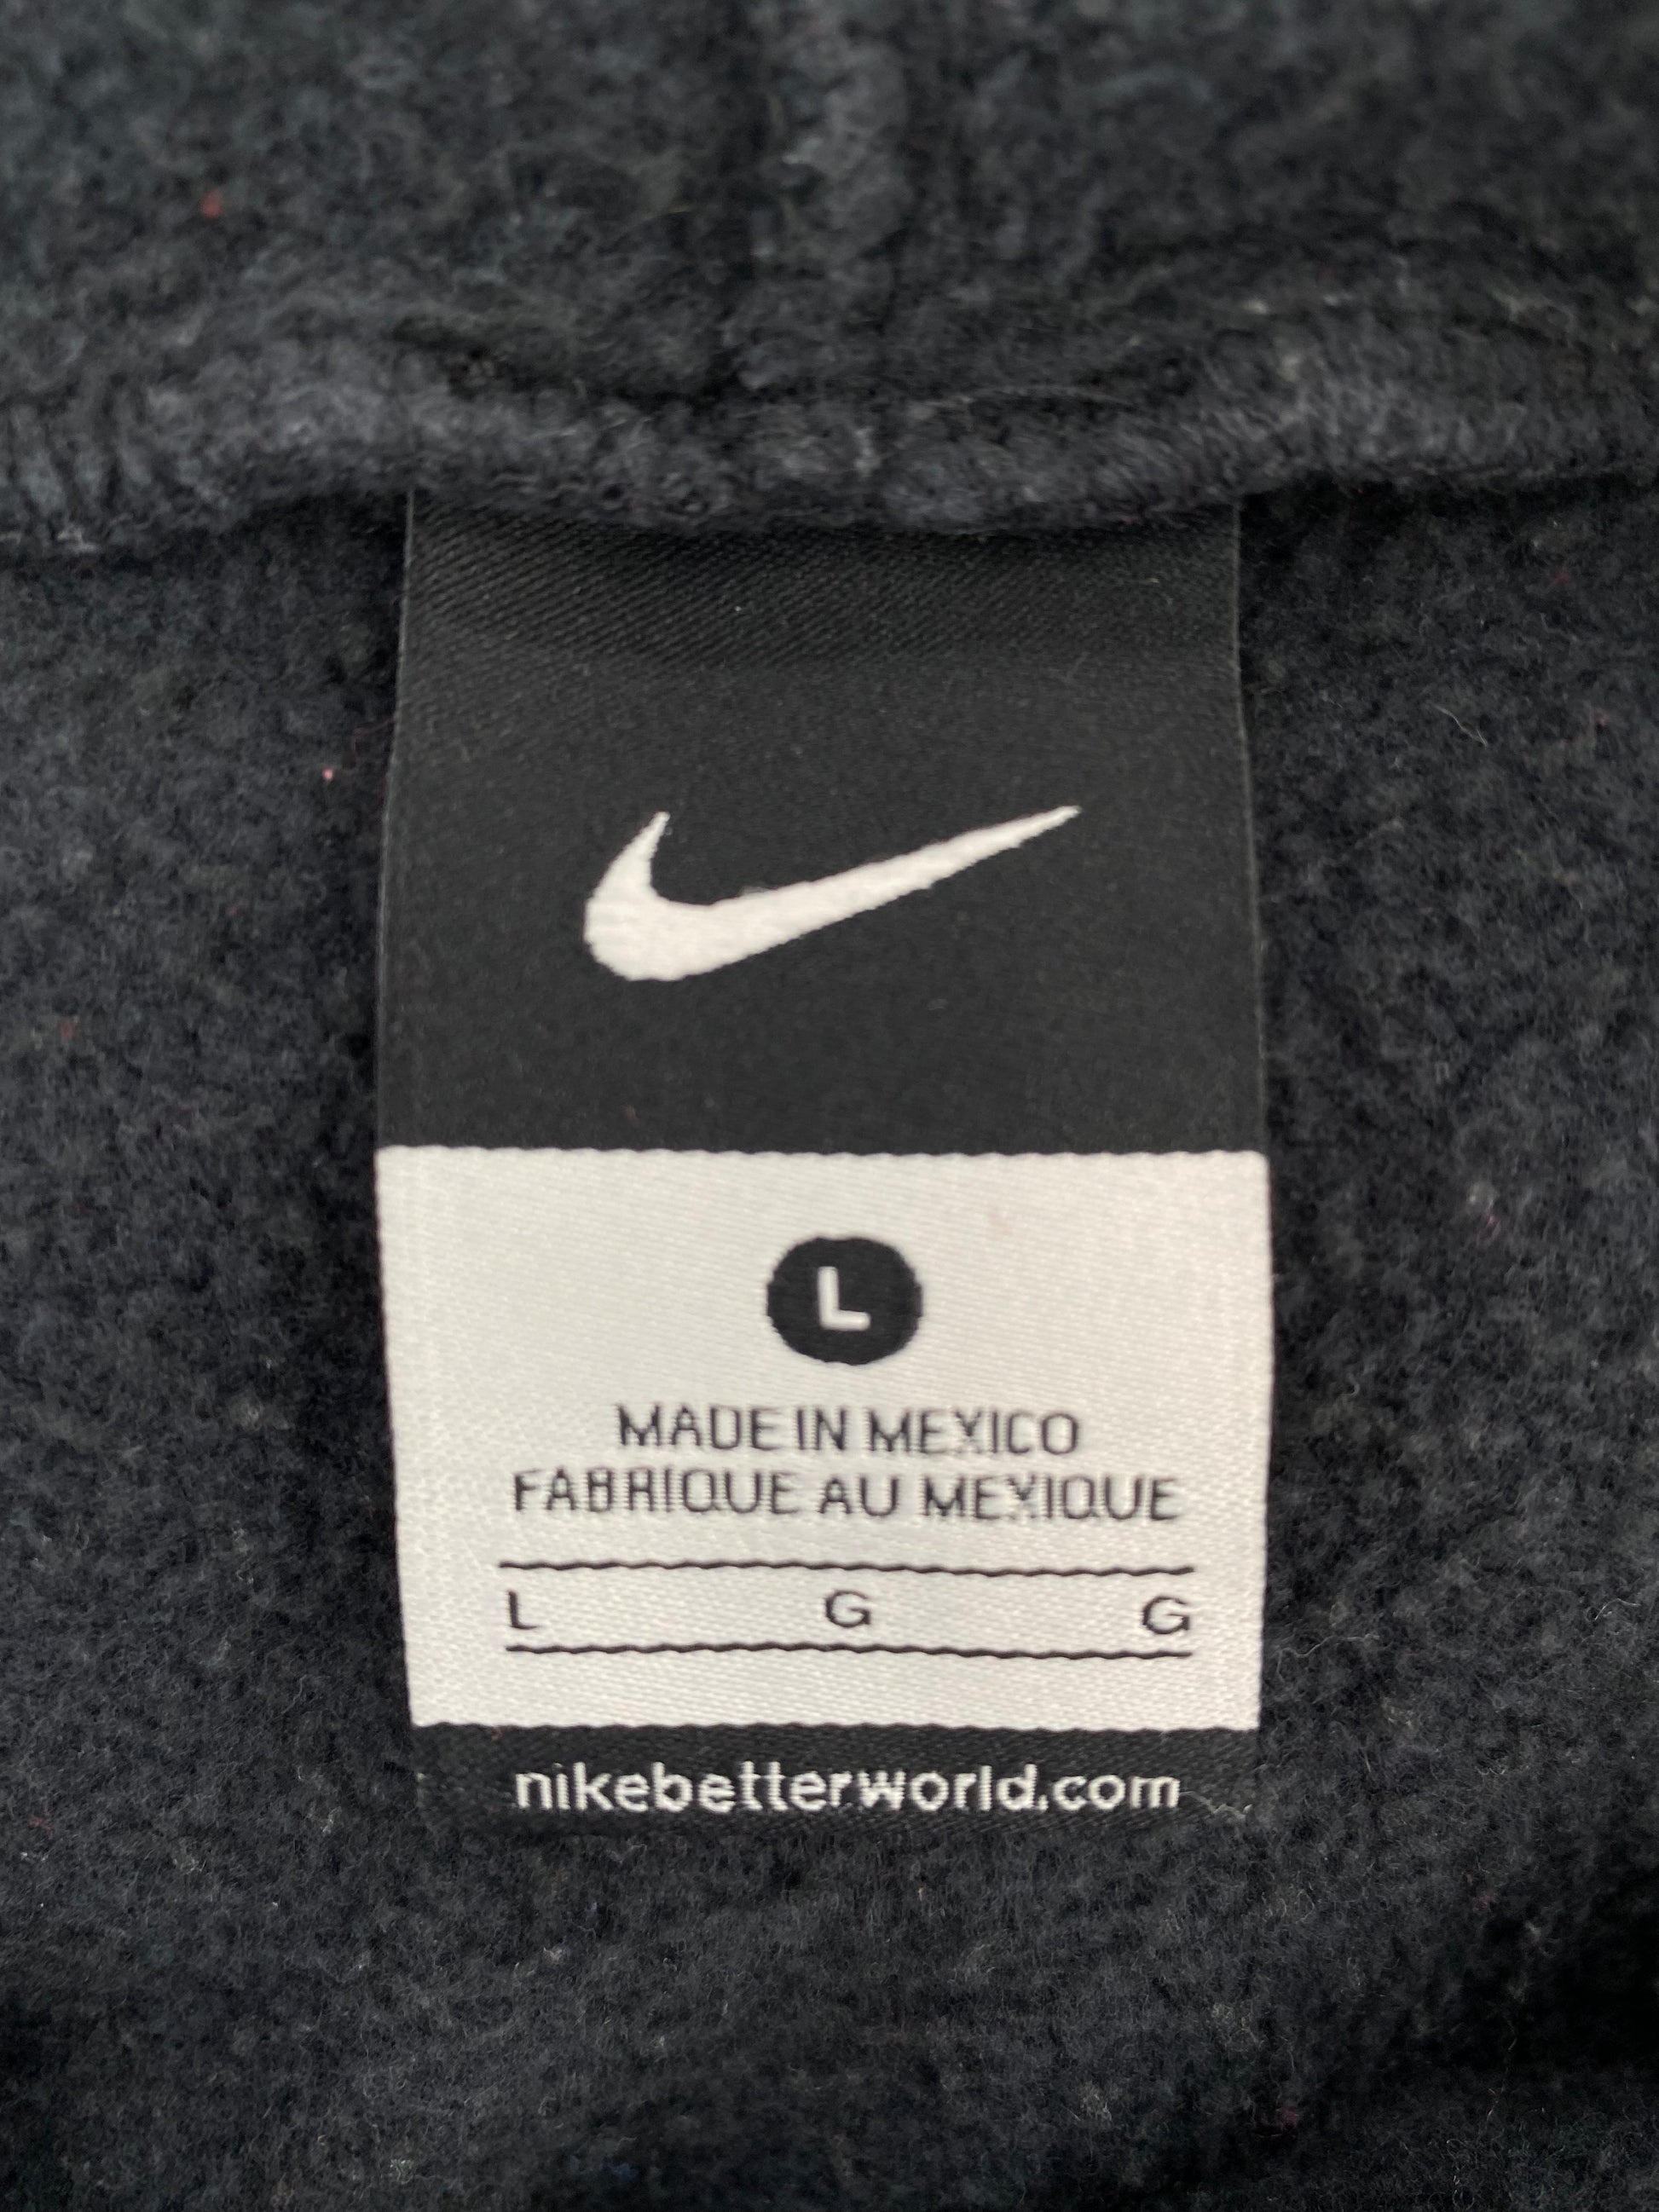 L
MADE IN MEXICO
FABRIQUE AU MEXIQUE
L G G
nikebetterworld.com